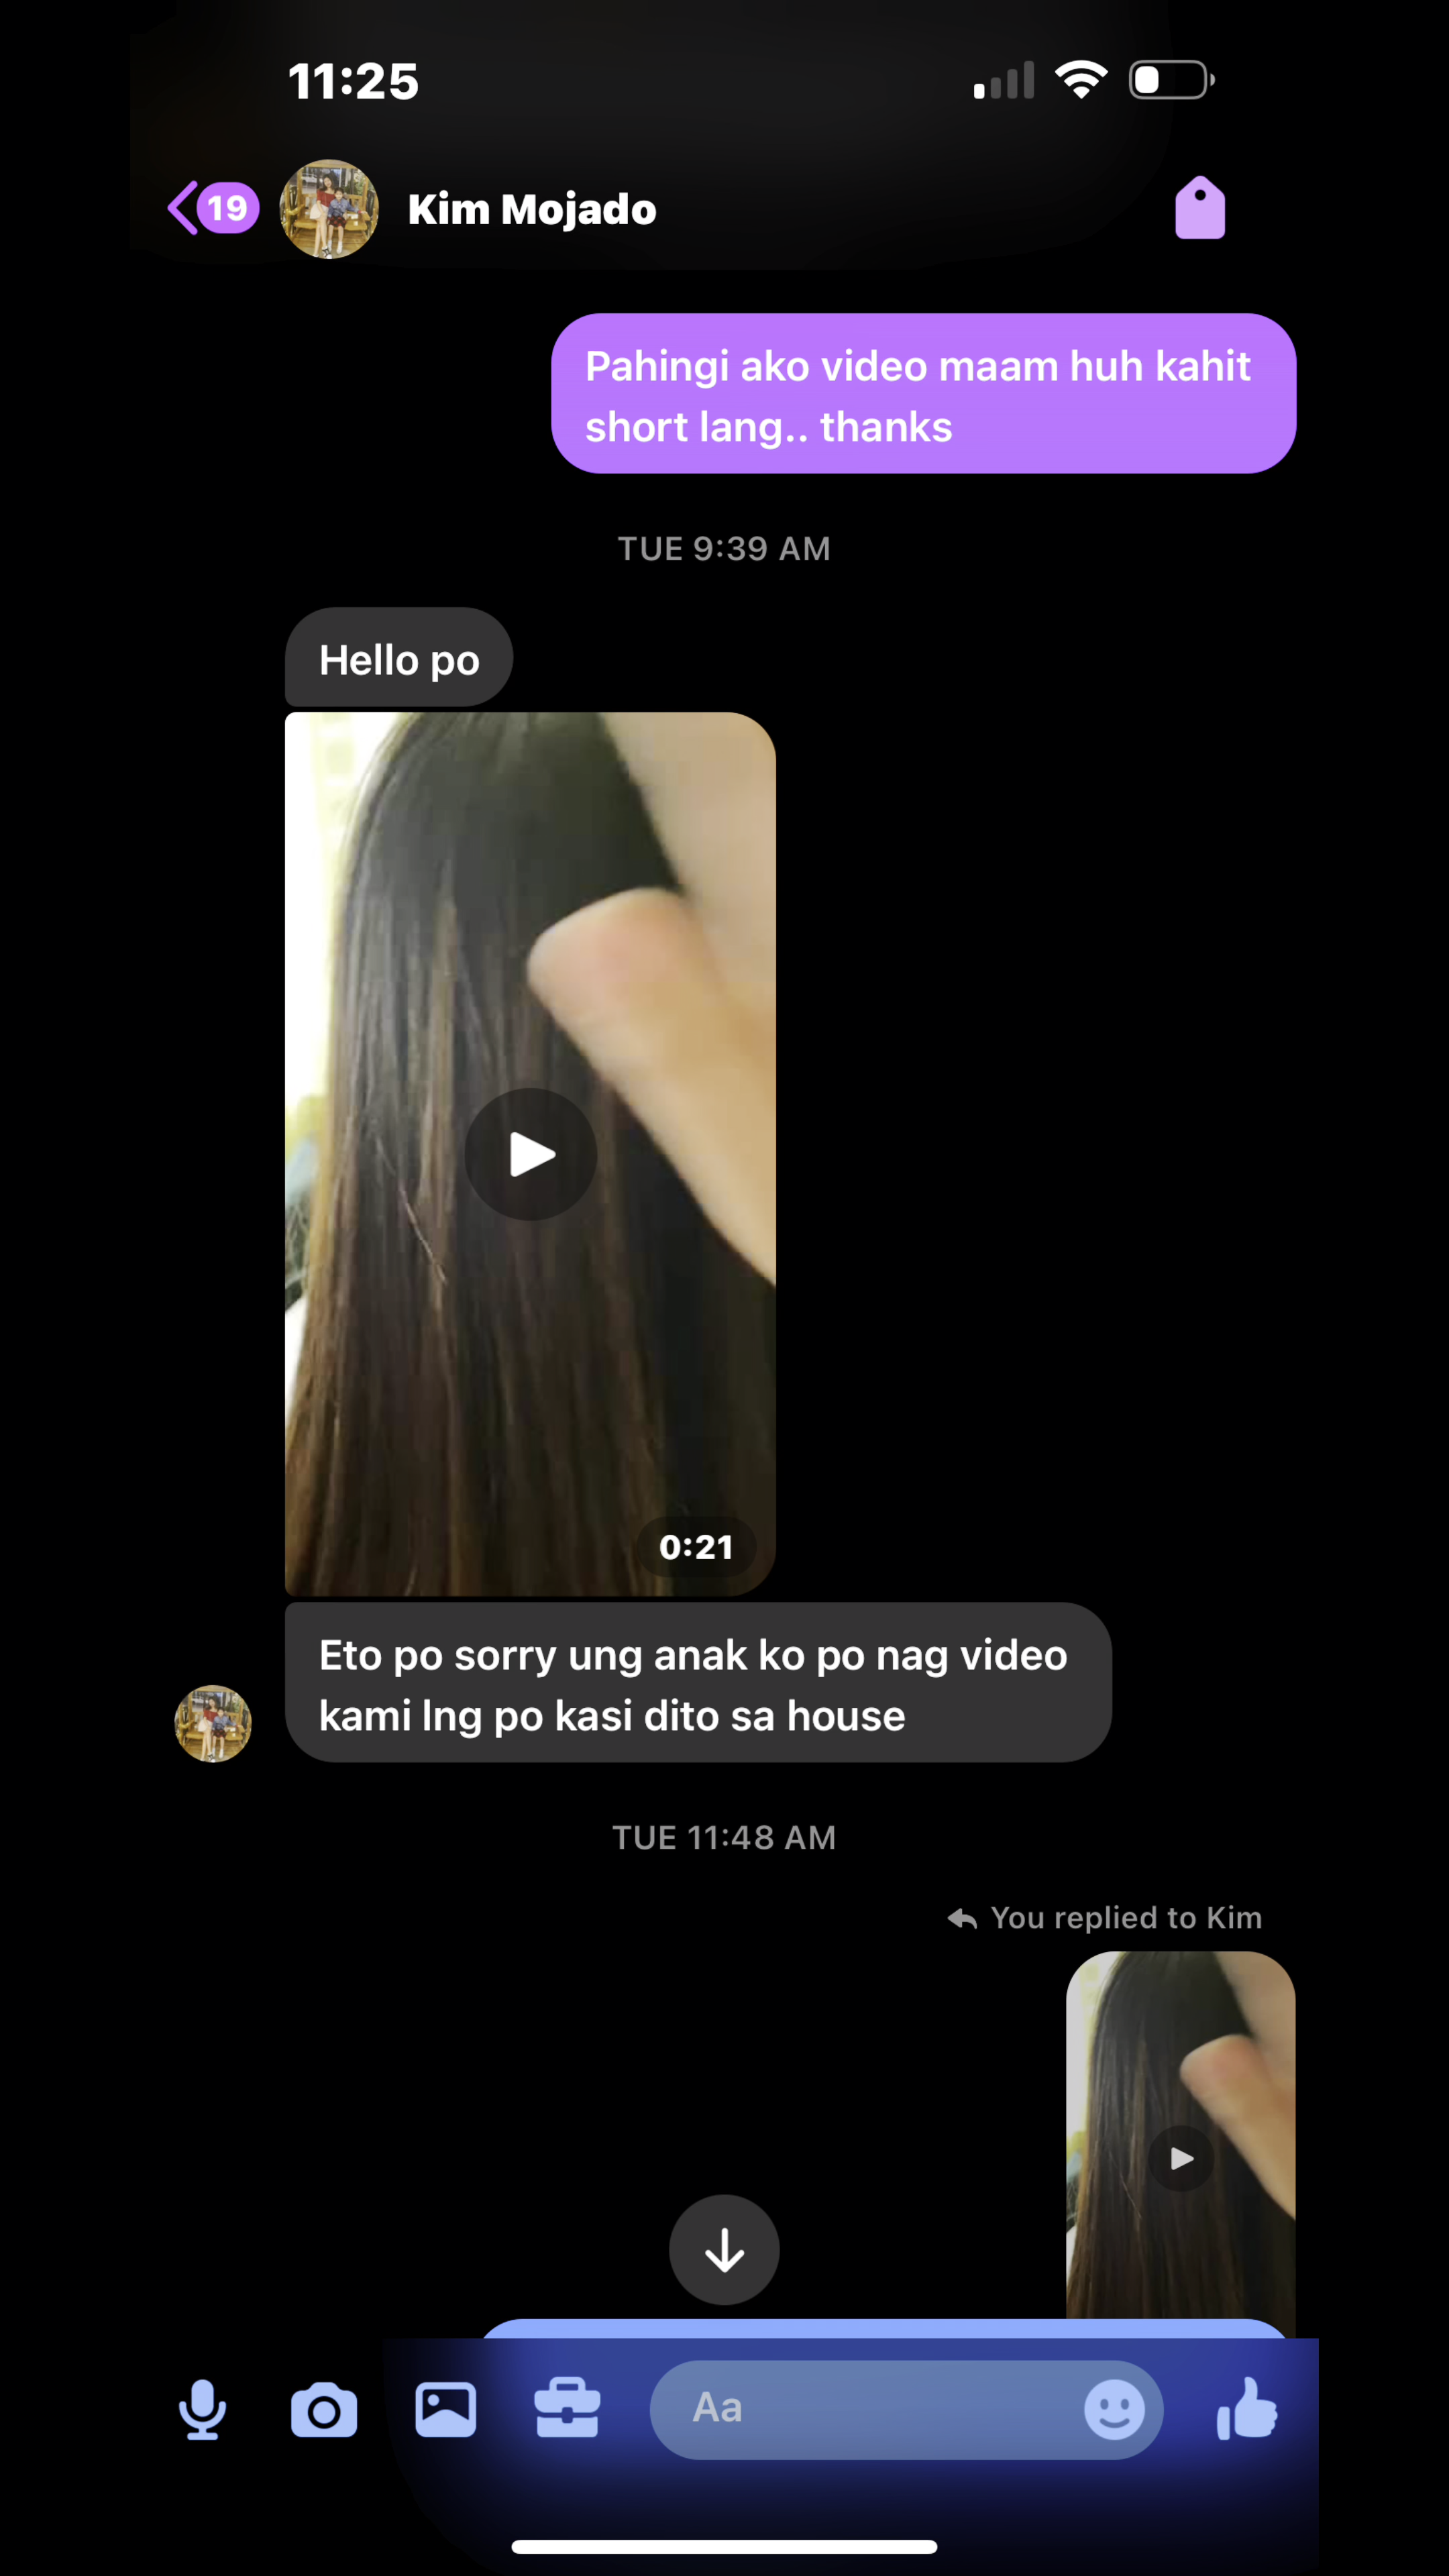 11:25
19
Kim Mojado
Pahingi ako video maam huh kahit
short lang.. thanks
TUE 9:39 AM
Hello po
0:21
Eto po sorry ung anak ko po nag video
kami lng po kasi dito sa house
TUE 11:48 AM
You replied to Kim
Aa